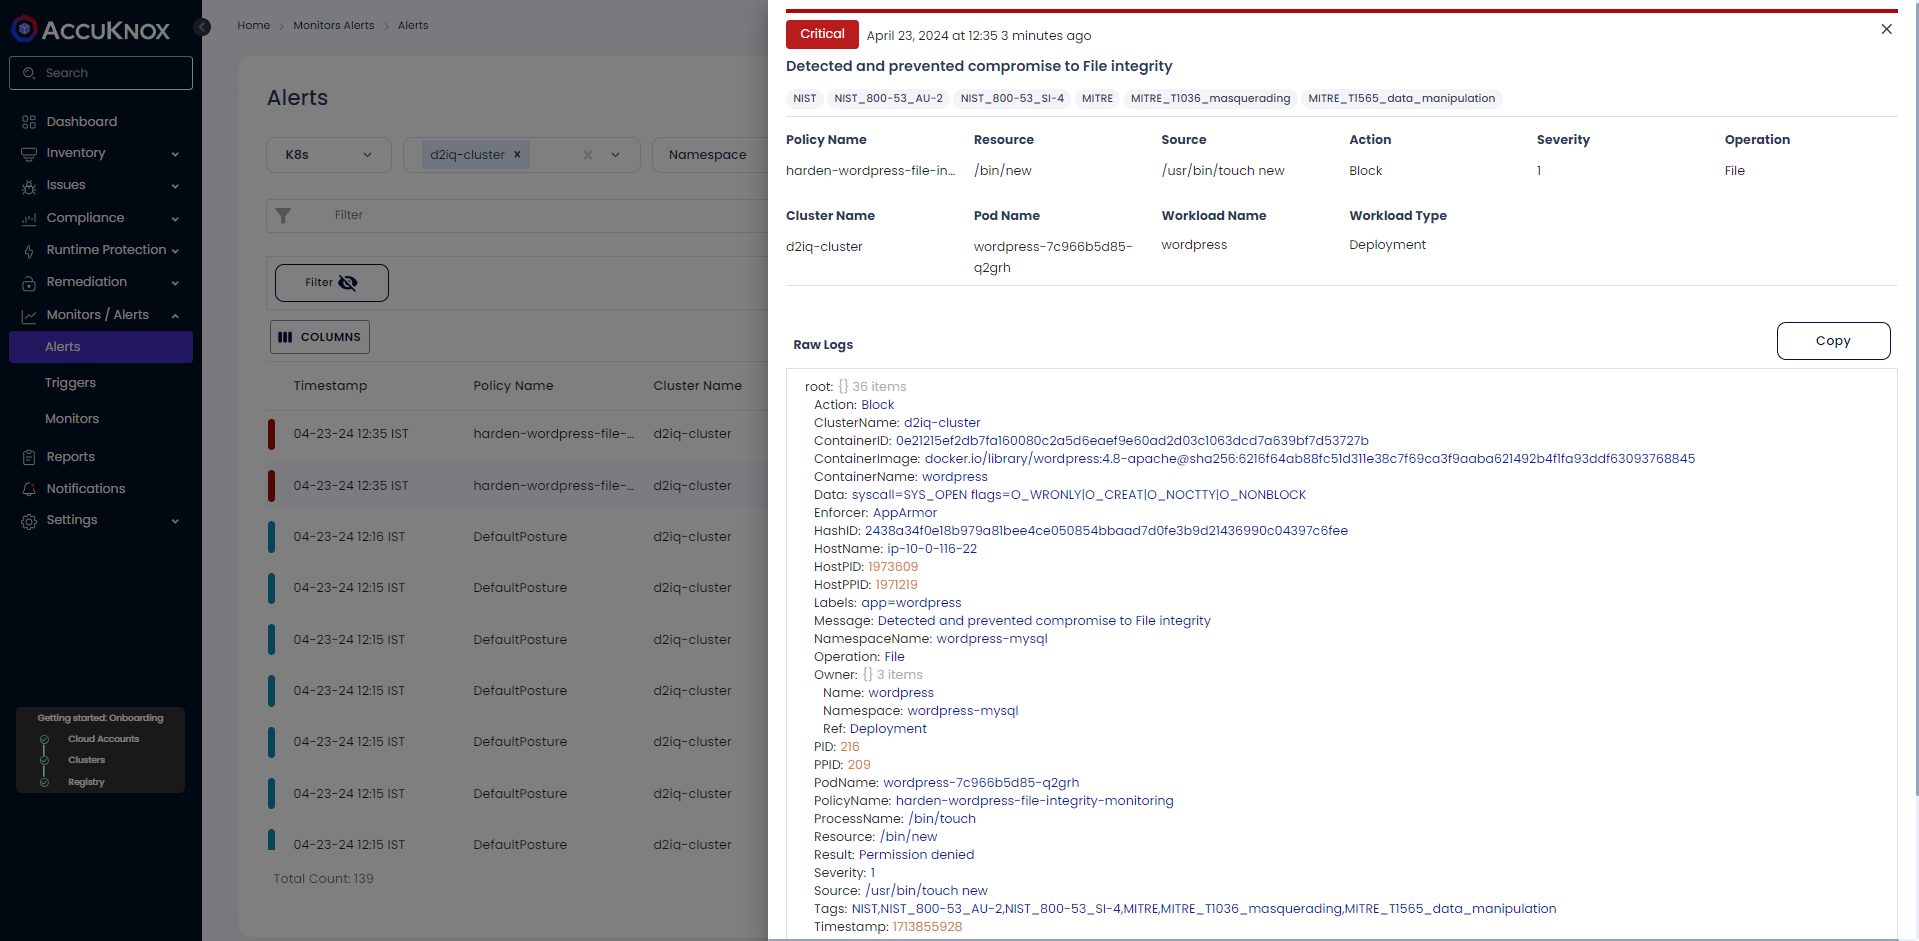 ACCUKNOX
Search
Dashboard
Inventory
Issues
Compliance
Runtime Protection
Remediation
Monitors / Alerts
Alerts
Triggers
Monitors
Reports
Notifications
Settings
Getting started: Onboarding
Cloud Accounts
Clusters
Registry
Home > Monitors Alerts > Alerts
Alerts
K8s
d2iq-cluster ×
Namespace
Filter
Filter
COLUMNS
Timestamp Policy Name Cluster Name
04-23-24 12:35 IST harden-wordpress-file-... d2iq-cluster
04-23-24 12:35 IST harden-wordpress-file-... d2iq-cluster
04-23-24 12:16 IST DefaultPosture d2iq-cluster
04-23-24 12:15 IST DefaultPosture d2iq-cluster
04-23-24 12:15 IST DefaultPosture d2iq-cluster
04-23-24 12:15 IST DefaultPosture d2iq-cluster
04-23-24 12:15 IST DefaultPosture d2iq-cluster
04-23-24 12:15 IST DefaultPosture d2iq-cluster
04-23-24 12:15 IST DefaultPosture d2iq-cluster
Total Count: 139
Critical April 23, 2024 at 12:35 3 minutes ago
Detected and prevented compromise to File integrity
NIST NIST_800-53_AU-2 NIST_800-53_SI-4 MITRE MITRE_T1036_masquerading MITRE_T1565_data_manipulation
Policy Name Resource Source Action Severity Operation
harden-wordpress-file-in... /bin/new /usr/bin/touch new Block 1 File
Cluster Name Pod Name Workload Name Workload Type
d2iq-cluster wordpress-7c966b5d85- wordpress Deployment
q2grh
Raw Logs
Copy
root: {} 36 items
Action: Block
ClusterName: d2iq-cluster
ContainerID: 0e21215ef2db7fa160080c2a5d6eaef9e60ad2d03c1063dcd7a639bf7d53727b
ContainerImage: docker.io/library/wordpress:4.8-apache@sha256:6216f64ab88fc51d311e38c7f69ca3f9aaba621492b4f1fa93ddf63093768845
ContainerName: wordpress
Data: syscall=SYS_OPEN flags=O_WRONLY|O_CREAT|O_NOCTTY|O_NONBLOCK
Enforcer: AppArmor
HashID: 2438a34f0e18b979a81bee4ce050854bbaad7d0fe3b9d21436990c04397c6fee
HostName: ip-10-0-116-22
HostPID: 1973609
HostPPID: 1971219
Labels: app=wordpress
Message: Detected and prevented compromise to File integrity
NamespaceName: wordpress-mysql
Operation: File
Owner: {} 3 items
Name: wordpress
Namespace: wordpress-mysql
Ref: Deployment
PID: 216
PPID: 209
PodName: wordpress-7c966b5d85-q2grh
PolicyName: harden-wordpress-file-integrity-monitoring
ProcessName: /bin/touch
Resource: /bin/new
Result: Permission denied
Severity: 1
Source: /usr/bin/touch new
Tags: NIST,NIST_800-53_AU-2,NIST_800-53_SI-4,MITRE,MITRE_T1036_masquerading,MITRE_T1565_data_manipulation
Timestamp: 1713855928